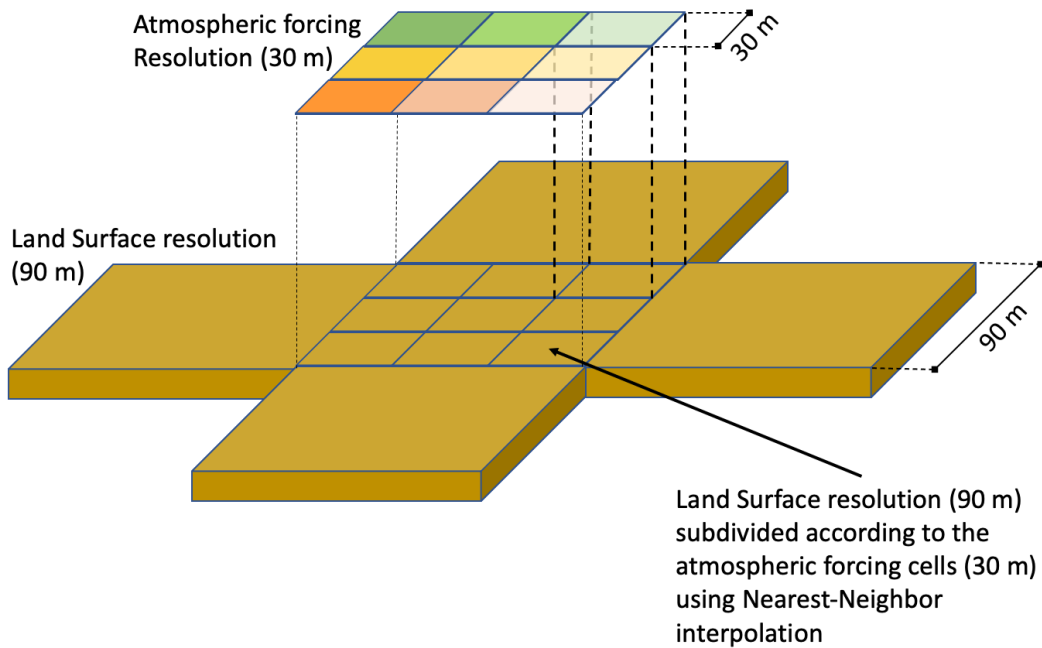 Atmospheric forcing
Resolution (30 m)
30 m
Land Surface resolution
(90 m)
90 m
Land Surface resolution (90 m)
subdivided according to the
atmospheric forcing cells (30 m)
using Nearest-Neighbor
interpolation